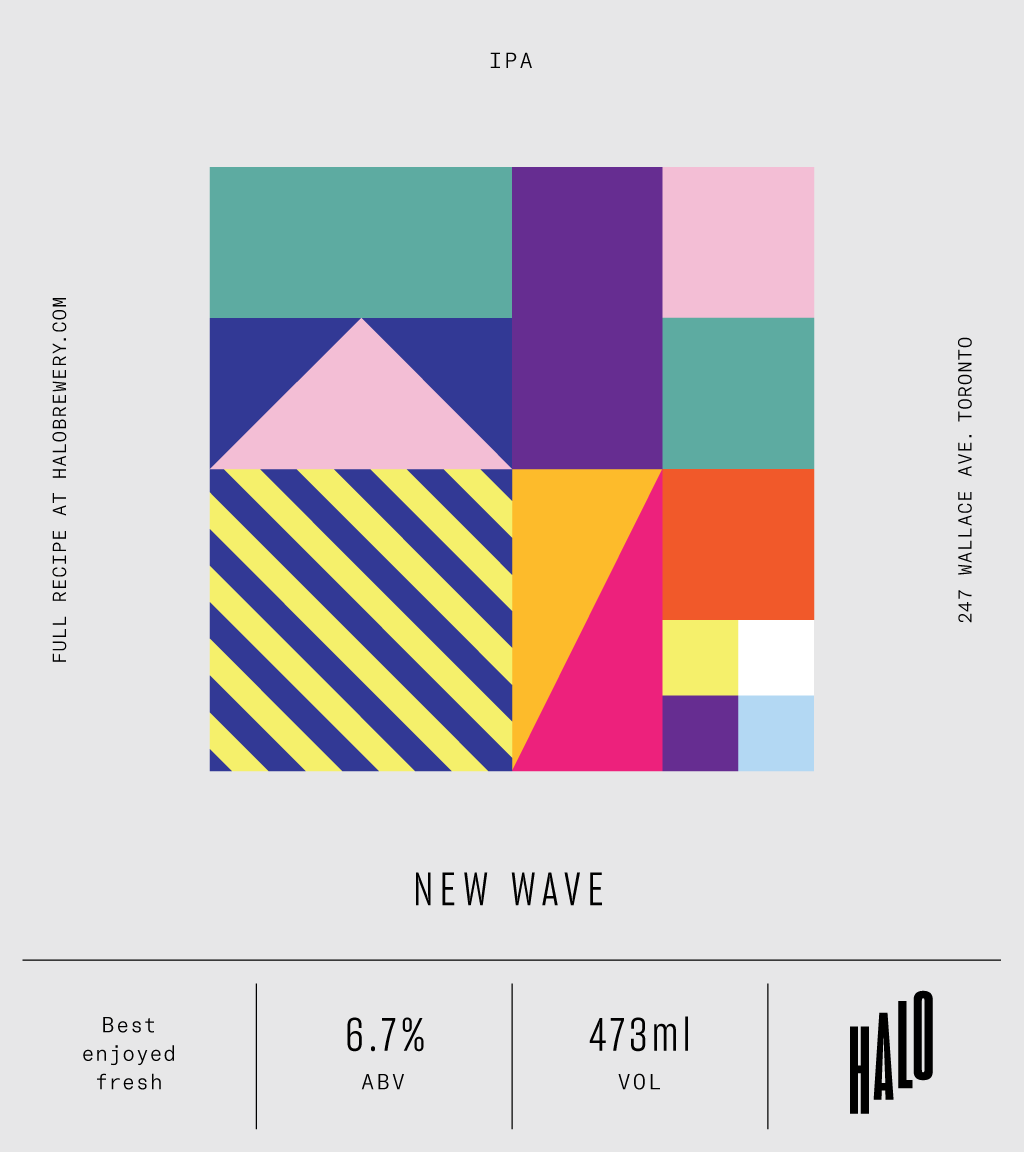 IPA
FULL RECIPE AT HALOBREWERY.COM
247 WALLACE AVE. TORONTO
NEW WAVE
Best
enjoyed
fresh
6.7%
ABV
473ml
VOL
HALO